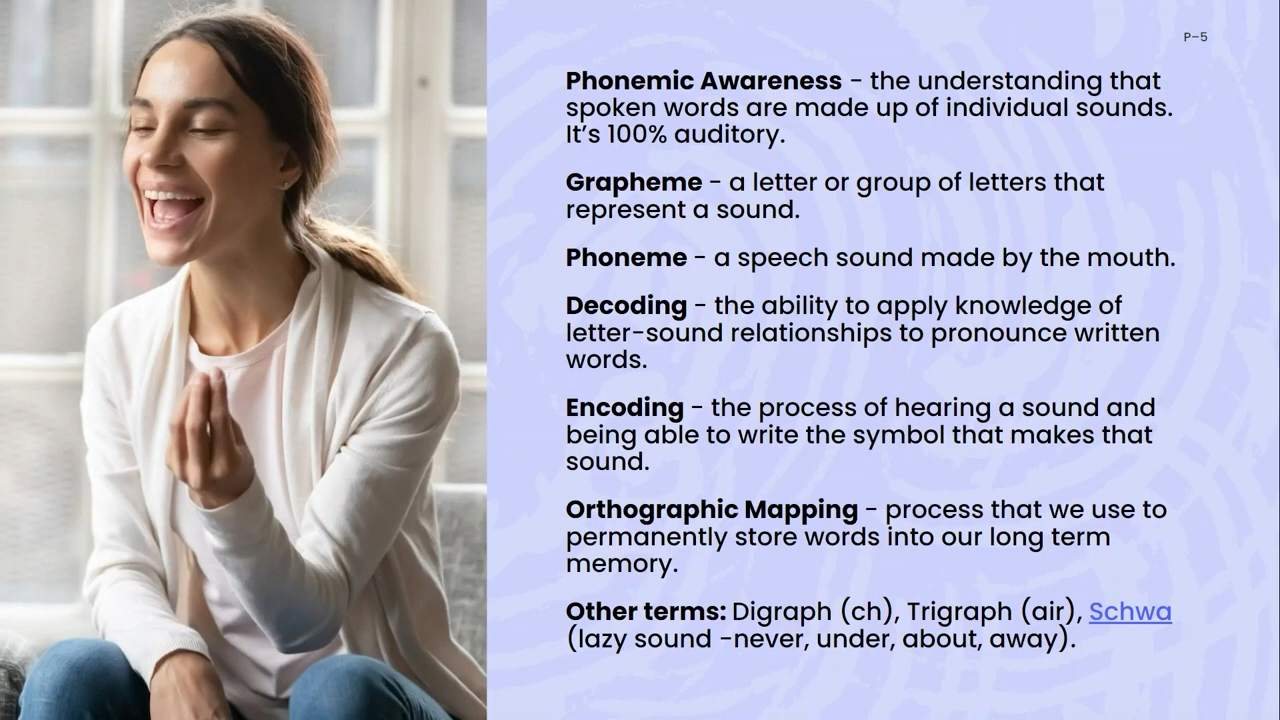 P–5
Phonemic Awareness – the understanding that
spoken words are made up of individual sounds.
It’s 100% auditory.
Grapheme – a letter or group of letters that
represent a sound.
Phoneme – a speech sound made by the mouth.
Decoding – the ability to apply knowledge of
letter–sound relationships to pronounce written
words.
Encoding – the process of hearing a sound and
being able to write the symbol that makes that
sound.
Orthographic Mapping – process that we use to
permanently store words into our long term
memory.
Other terms: Digraph (ch), Trigraph (air), Schwa
(lazy sound –never, under, about, away).